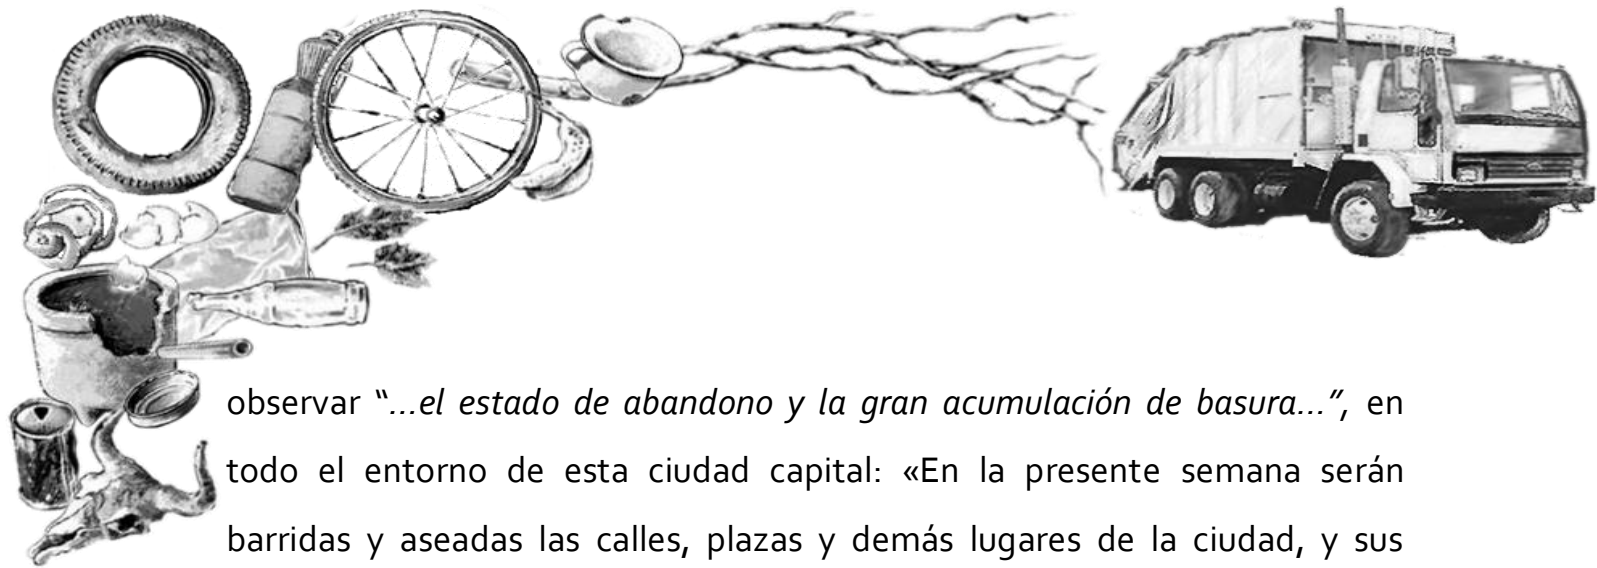 observar “...el estado de abandono y la gran acumulación de basura...”, en
todo el entorno de esta ciudad capital: «En la presente semana serán
barridas y aseadas las calles, plazas y demás lugares de la ciudad, y sus